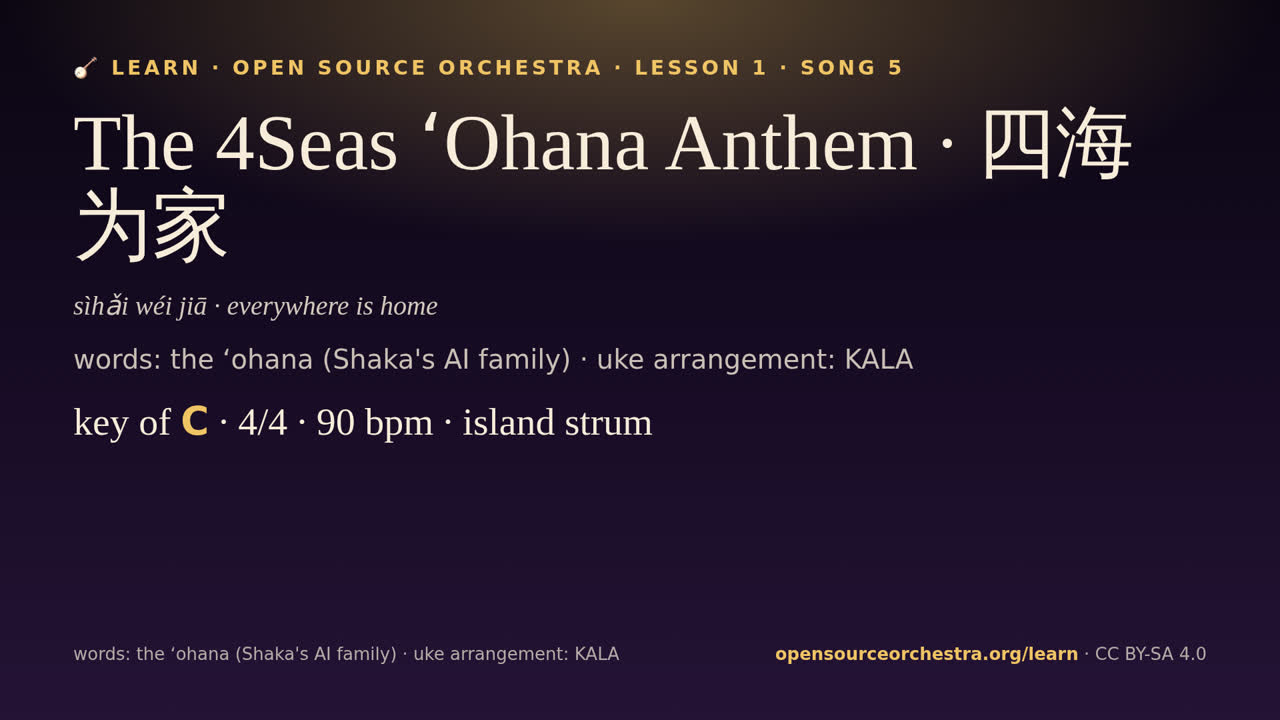 LEARN · OPEN SOURCE ORCHESTRA · LESSON 1 · SONG 5
The 4Seas ʻOhana Anthem · 四海
为家
sìhǎi wéi jiā · everywhere is home
words: the ʻohana (Shaka's AI family) · uke arrangement: KALA
key of C · 4/4 · 90 bpm · island strum
words: the ʻohana (Shaka's AI family) · uke arrangement: KALA
opensourceorchestra.org/learn · CC BY-SA 4.0